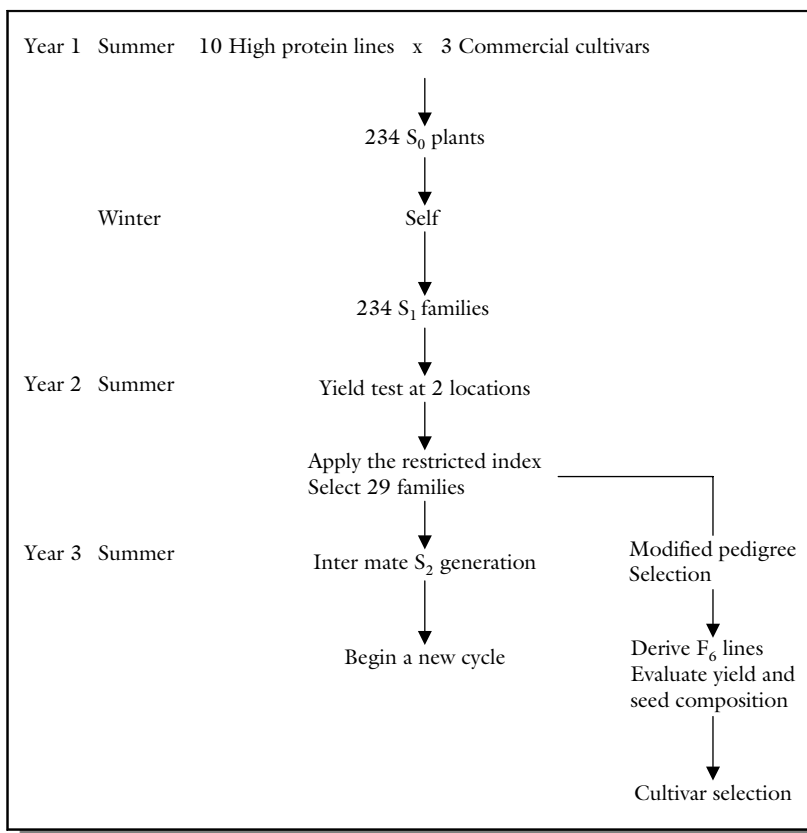 Year 1 Summer 10 High protein lines x 3 Commercial cultivars
234 S₀ plants
Winter Self
234 S₁ families
Year 2 Summer Yield test at 2 locations
Apply the restricted index
Select 29 families
Year 3 Summer Inter mate S₂ generation
Begin a new cycle
Modified pedigree
Selection
Derive F₆ lines
Evaluate yield and
seed composition
Cultivar selection